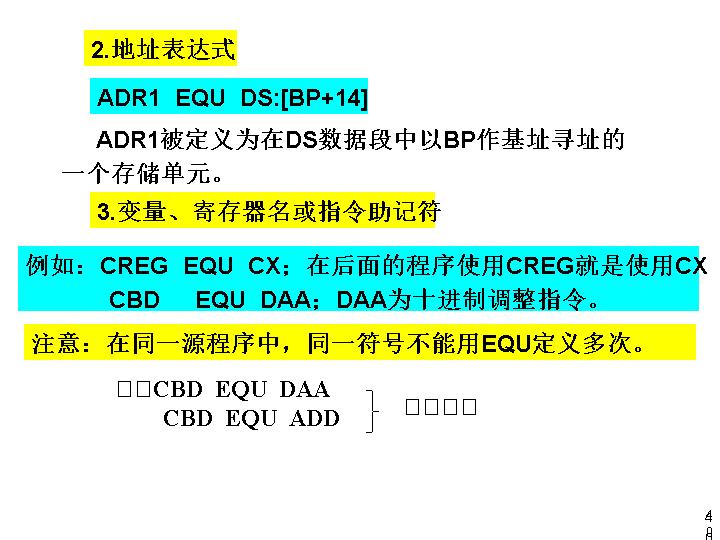 2.地址表达式
ADR1 EQU DS:[BP+14]
ADR1被定义为在DS数据段中以BP作基址寻址的
一个存储单元。
3.变量、寄存器名或指令助记符
例如：CREG EQU CX；在后面的程序使用CREG就是使用CX
CBD EQU DAA；DAA为十进制调整指令。
注意：在同一源程序中，同一符号不能用EQU定义多次。
□□CBD EQU DAA
CBD EQU ADD
□□□□
4